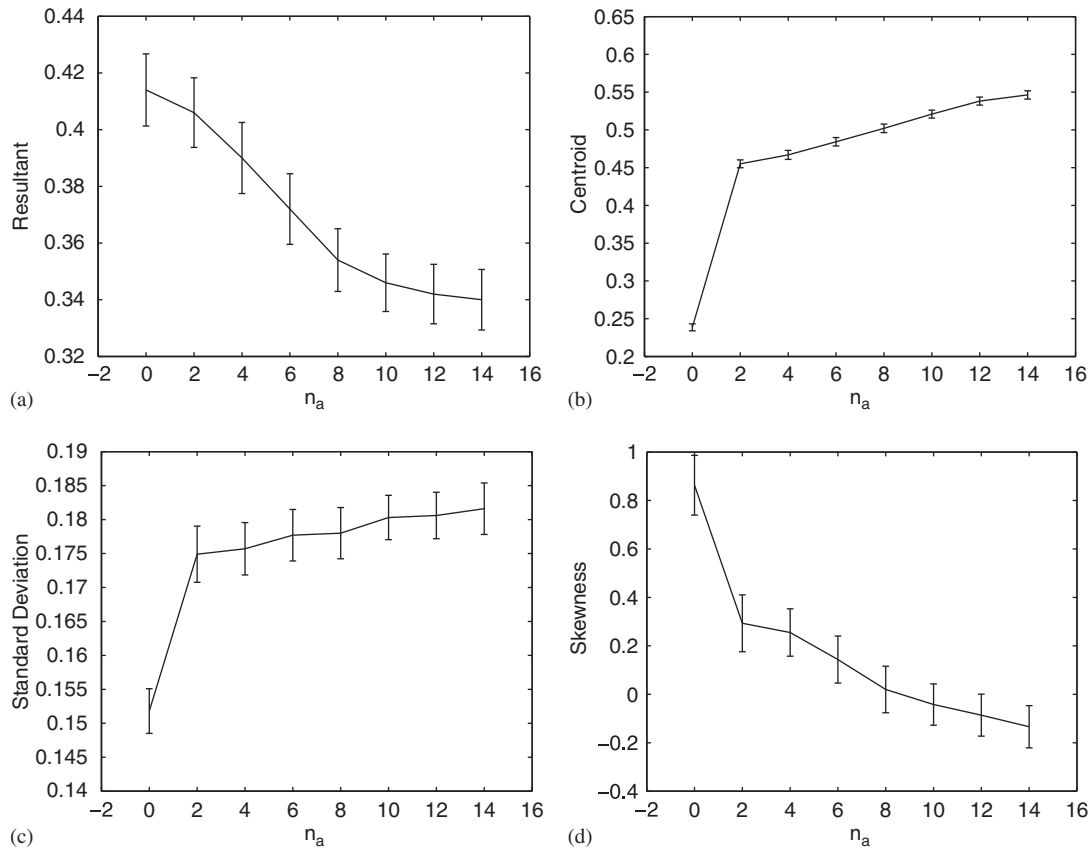 0.44
0.42
0.4
0.38
0.36
0.34
0.32
Resultant
−2 0 2 4 6 8 10 12 14 16
(a)
n_a
0.65
0.6
0.55
0.5
0.45
0.4
0.35
0.3
0.25
0.2
Centroid
−2 0 2 4 6 8 10 12 14 16
(b)
n_a
0.19
0.185
0.18
0.175
0.17
0.165
0.16
0.155
0.15
0.145
0.14
Standard Deviation
−2 0 2 4 6 8 10 12 14 16
(c)
n_a
1
0.8
0.6
0.4
0.2
0
−0.2
−0.4
Skewness
−2 0 2 4 6 8 10 12 14 16
(d)
n_a